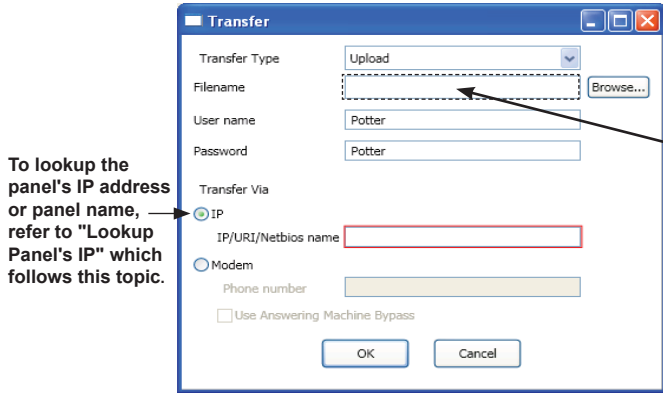 Transfer
Transfer Type Upload
Filename Browse...
User name Potter
Password Potter
To lookup the
panel's IP address
or panel name,
refer to "Lookup
Panel's IP" which
follows this topic.
Transfer Via
IP
IP/URI/Netbios name
Modem
Phone number
Use Answering Machine Bypass
OK Cancel